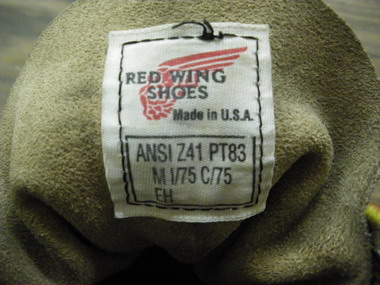 RED WING
SHOES
Made in U.S.A.
ANSI Z41 PT83
M I/75 C/75
EH